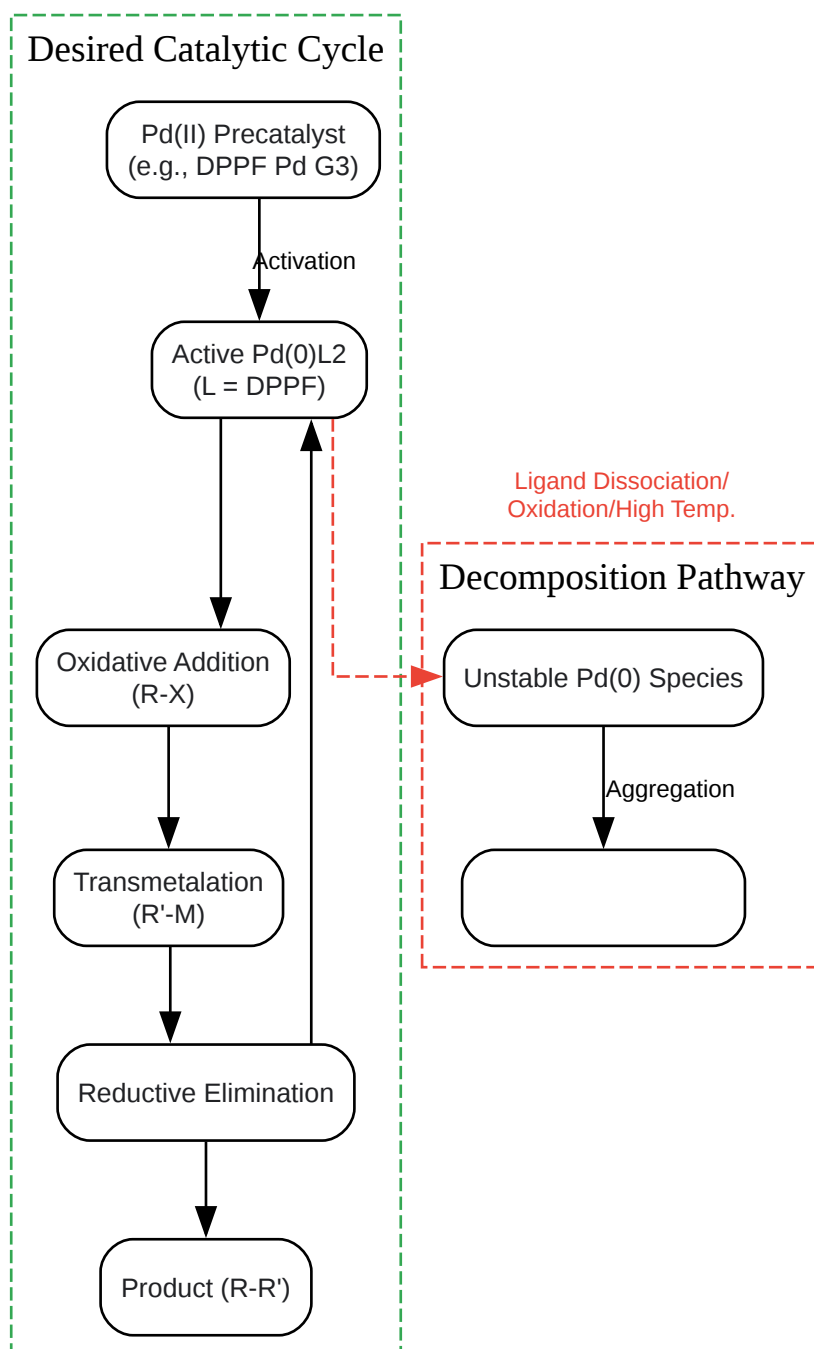 Desired Catalytic Cycle
Pd(II) Precatalyst
(e.g., DPPF Pd G3)
Activation
Active Pd(0)L2
(L = DPPF)
Oxidative Addition
(R-X)
Transmetalation
(R'-M)
Reductive Elimination
Product (R-R')
Ligand Dissociation/
Oxidation/High Temp.
Decomposition Pathway
Unstable Pd(0) Species
Aggregation